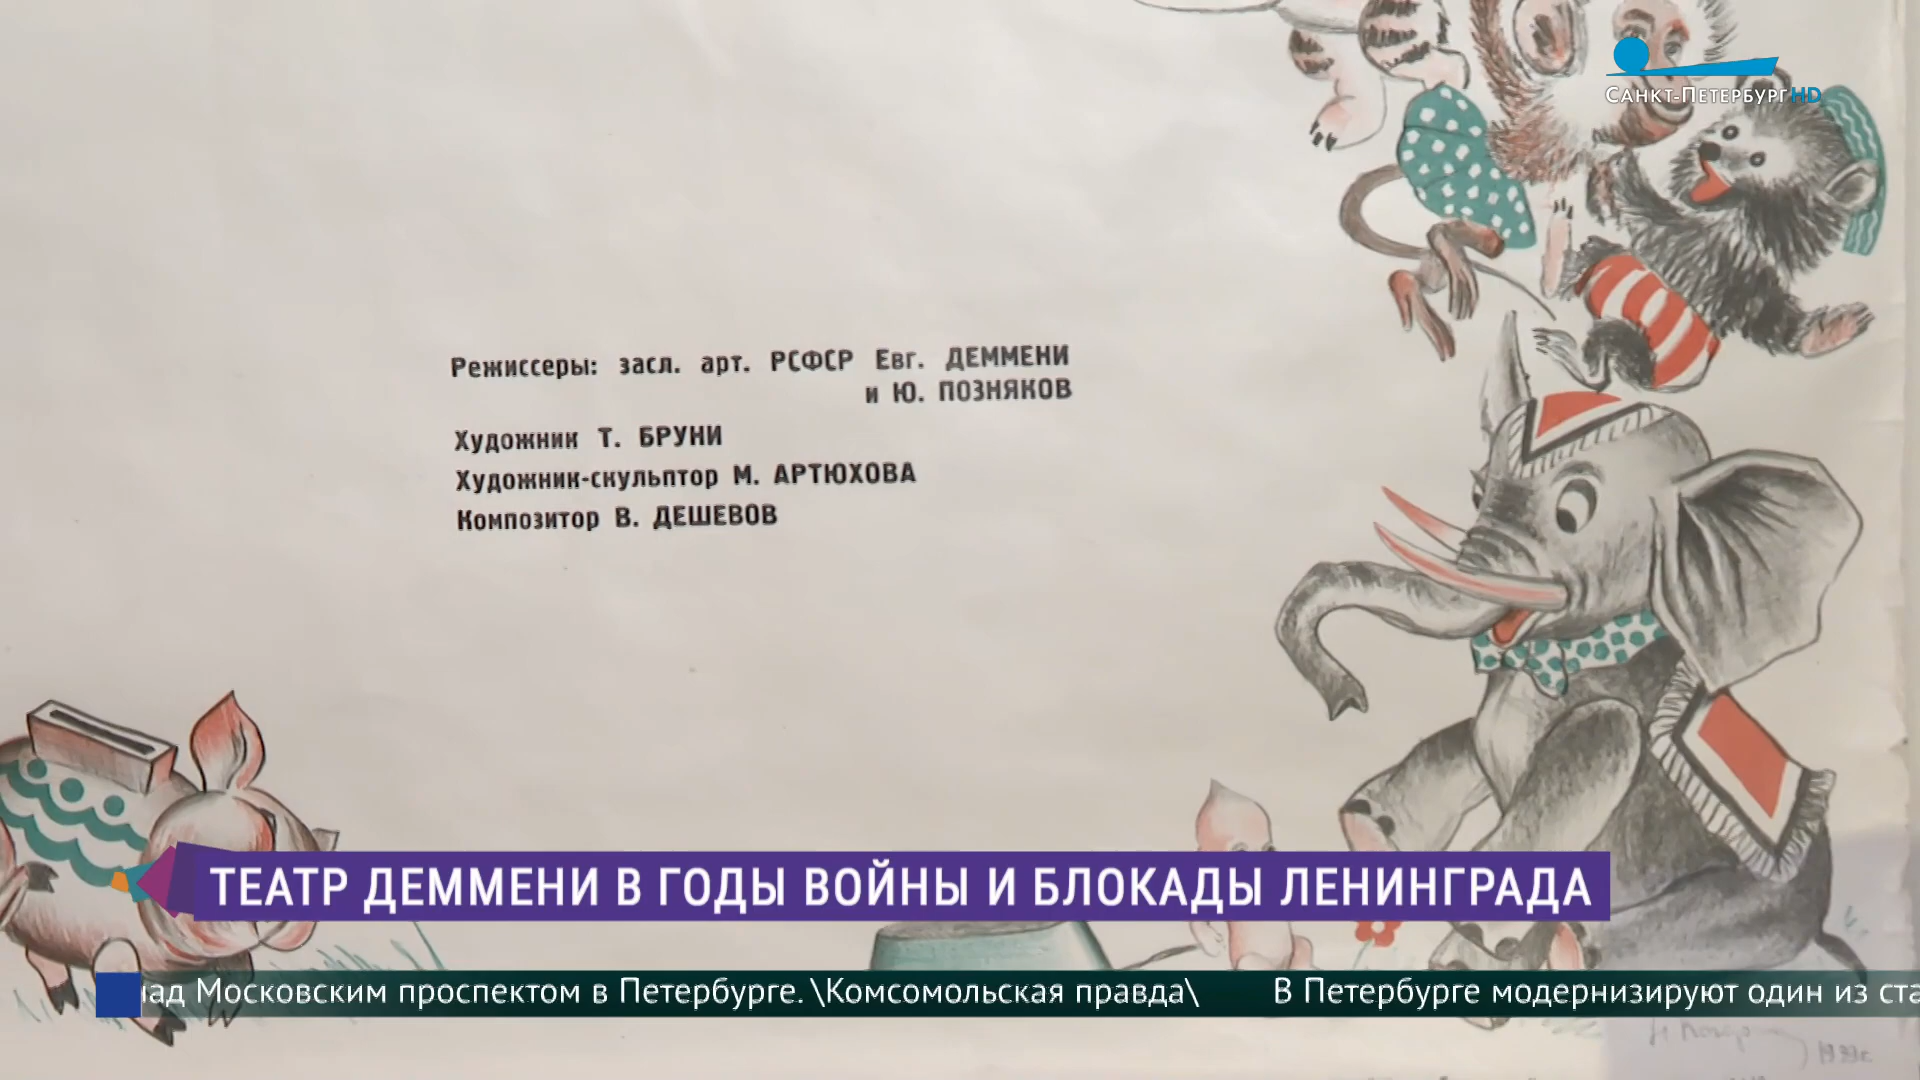 САНКТ-ПЕТЕРБУРГ HD
Режиссеры: засл. арт. РСФСР Евг. ДЕММЕНИ
и Ю. ПОЗНЯКОВ
Художник Т. БРУНИ
Художник-скульптор М. АРТЮХОВА
Композитор В. ДЕШЕВОВ
ТЕАТР ДЕММЕНИ В ГОДЫ ВОЙНЫ И БЛОКАДЫ ЛЕНИНГРАДА
над Московским проспектом в Петербурге. \Комсомольская правда\ В Петербурге модернизируют один из ста
1939г.